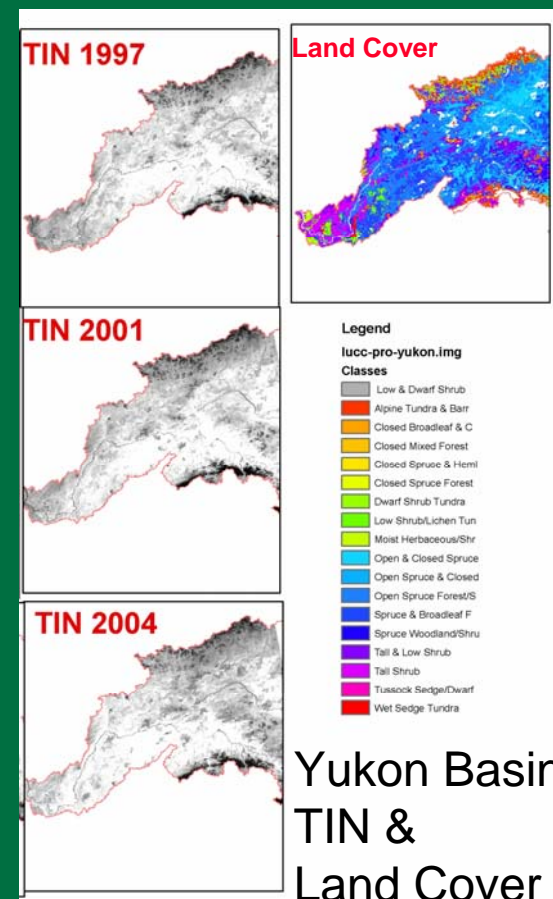 TIN 1997
Land Cover
TIN 2001
Legend
lucc-pro-yukon.img
Classes
Low & Dwarf Shrub
Alpine Tundra & Barr
Closed Broadleaf & C
Closed Mixed Forest
Closed Spruce & Heml
Closed Spruce Forest
Dwarf Shrub Tundra
Low Shrub/Lichen Tun
Moist Herbaceous/Shr
Open & Closed Spruce
Open Spruce & Closed
Open Spruce Forest/S
Spruce & Broadleaf F
Spruce Woodland/Shru
Tall & Low Shrub
Tall Shrub
Tussock Sedge/Dwarf
Wet Sedge Tundra
TIN 2004
Yukon Basin
TIN &
Land Cover